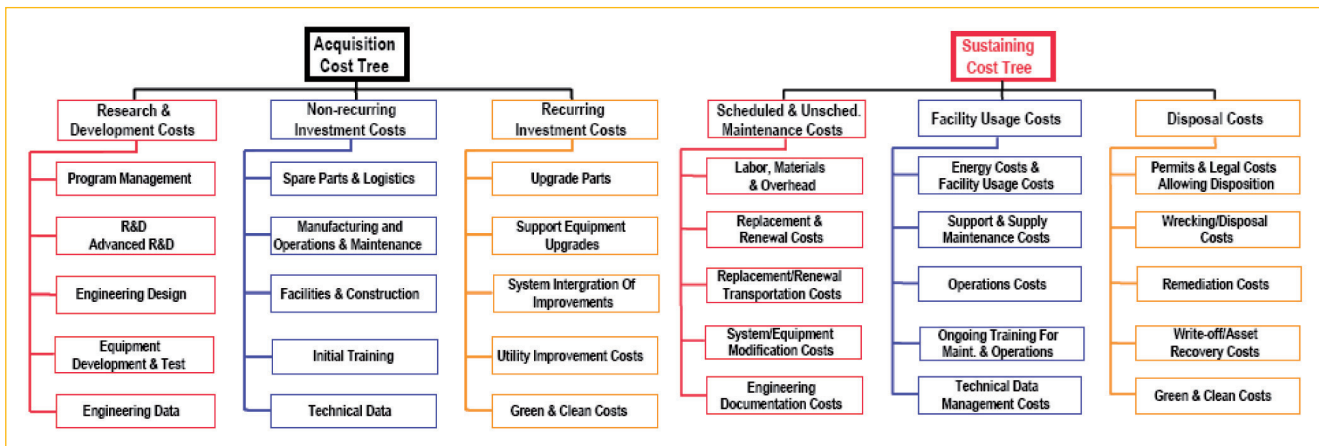 Acquisition
Cost Tree
Research &
Development Costs
Program Management
R&D
Advanced R&D
Engineering Design
Equipment
Development & Test
Engineering Data
Non-recurring
Investment Costs
Spare Parts & Logistics
Manufacturing and
Operations & Maintenance
Facilities & Construction
Initial Training
Technical Data
Recurring
Investment Costs
Upgrade Parts
Support Equipment
Upgrades
System Intergration Of
Improvements
Utility Improvement Costs
Green & Clean Costs
Sustaining
Cost Tree
Scheduled & Unsched.
Maintenance Costs
Labor, Materials
& Overhead
Replacement &
Renewal Costs
Replacement/Renewal
Transportation Costs
System/Equipment
Modification Costs
Engineering
Documentation Costs
Facility Usage Costs
Energy Costs &
Facility Usage Costs
Support & Supply
Maintenance Costs
Operations Costs
Ongoing Training For
Maint. & Operations
Technical Data
Management Costs
Disposal Costs
Permits & Legal Costs
Allowing Disposition
Wrecking/Disposal
Costs
Remediation Costs
Write-off/Asset
Recovery Costs
Green & Clean Costs